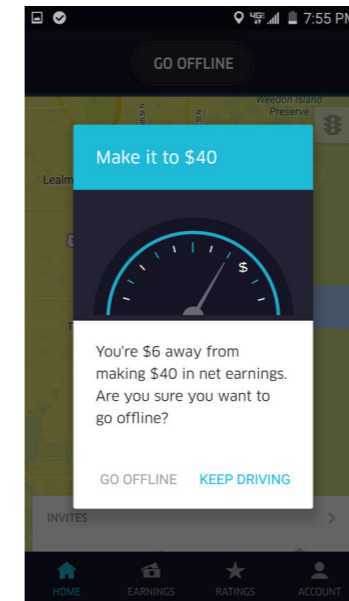 4G 7:55 PM
GO OFFLINE
Weedon Island
Preserve
Make it to $40
$
You're $6 away from
making $40 in net earnings.
Are you sure you want to
go offline?
GO OFFLINE KEEP DRIVING
INVITES
HOME EARNINGS RATINGS ACCOUNT